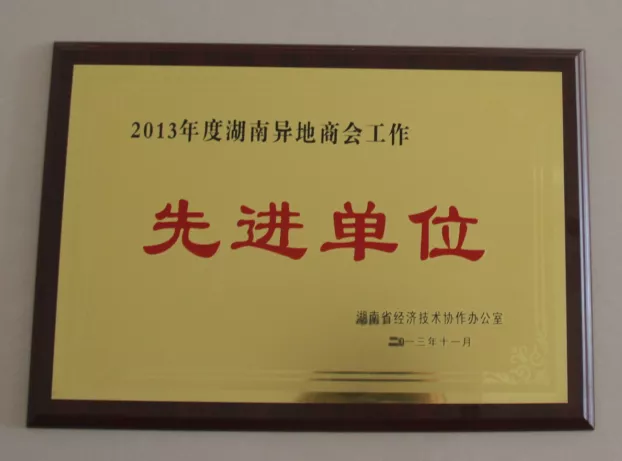 2013年度湖南异地商会工作
先进单位
湖南省经济技术协作办公室
二〇一三年十一月